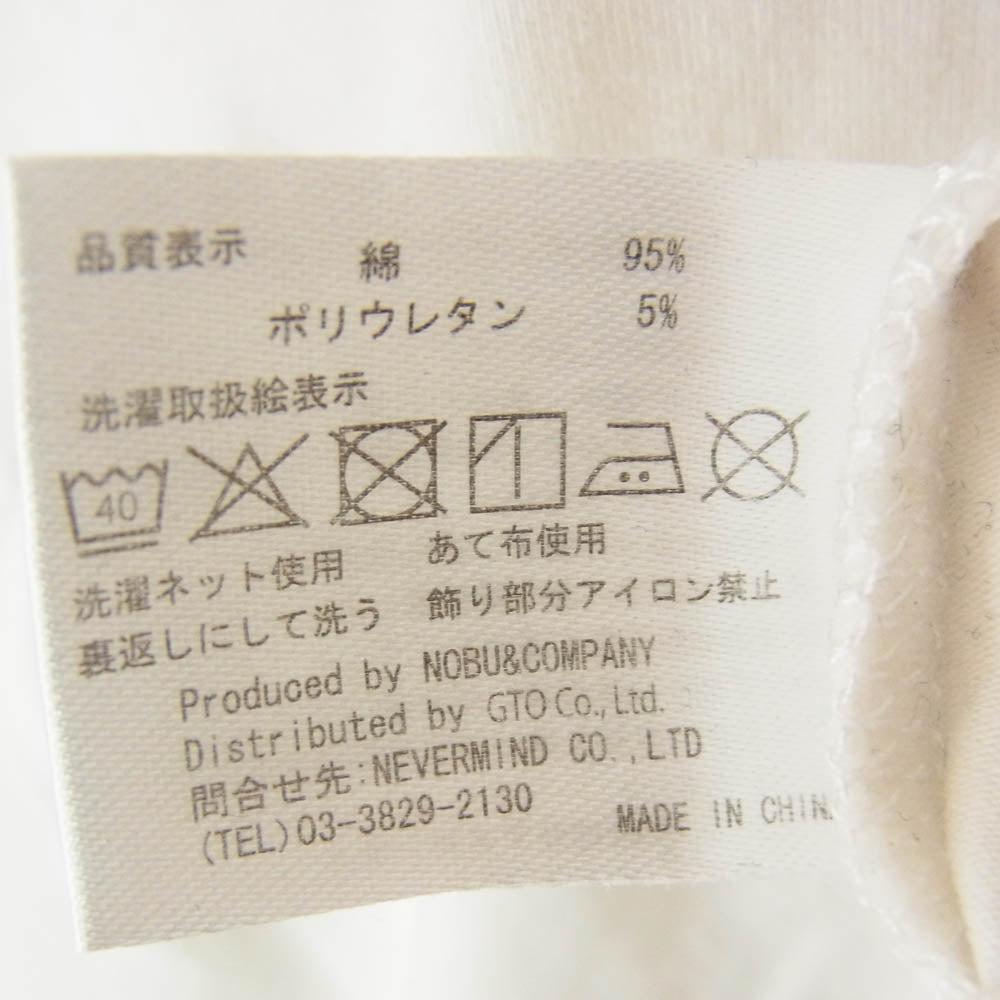 品質表示 綿 95%
ポリウレタン 5%
洗濯取扱絵表示
40
洗濯ネット使用 あて布使用
裏返しにして洗う 飾り部分アイロン禁止
Produced by NOBU&COMPANY
Distributed by GTO Co., Ltd.
問合せ先:NEVERMIND CO.,LTD
(TEL)03-3829-2130
MADE IN CHIN